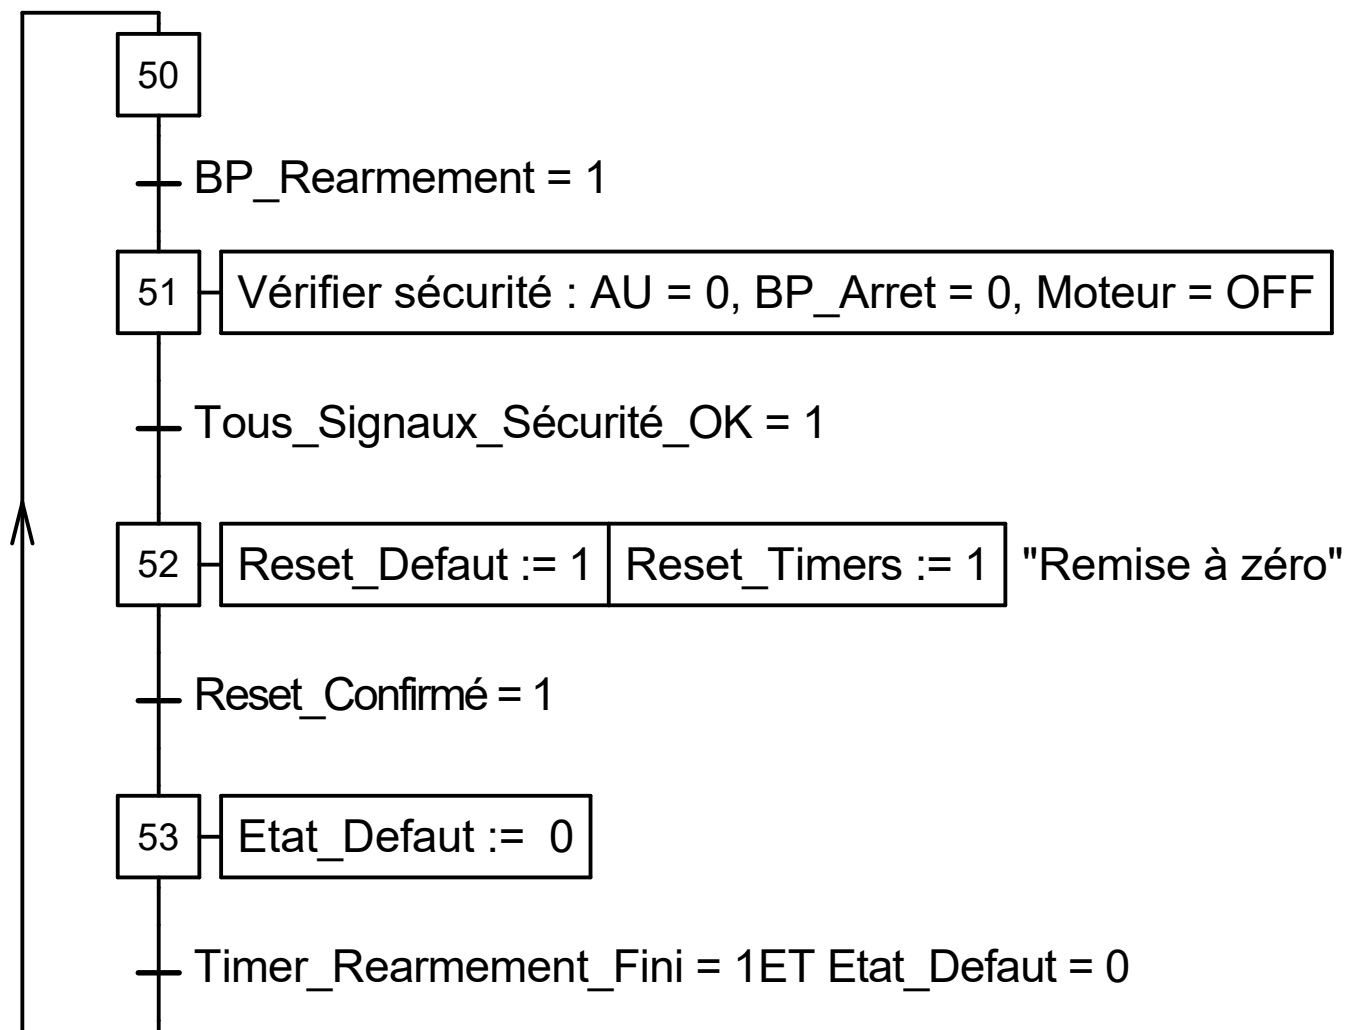 50
BP_Rearmement = 1
51 Vérifier sécurité : AU = 0, BP_Arret = 0, Moteur = OFF
Tous_Signaux_Sécurité_OK = 1
52 Reset_Defaut := 1 Reset_Timers := 1 "Remise à zéro"
Reset_Confirmé = 1
53 Etat_Defaut := 0
Timer_Rearmement_Fini = 1ET Etat_Defaut = 0